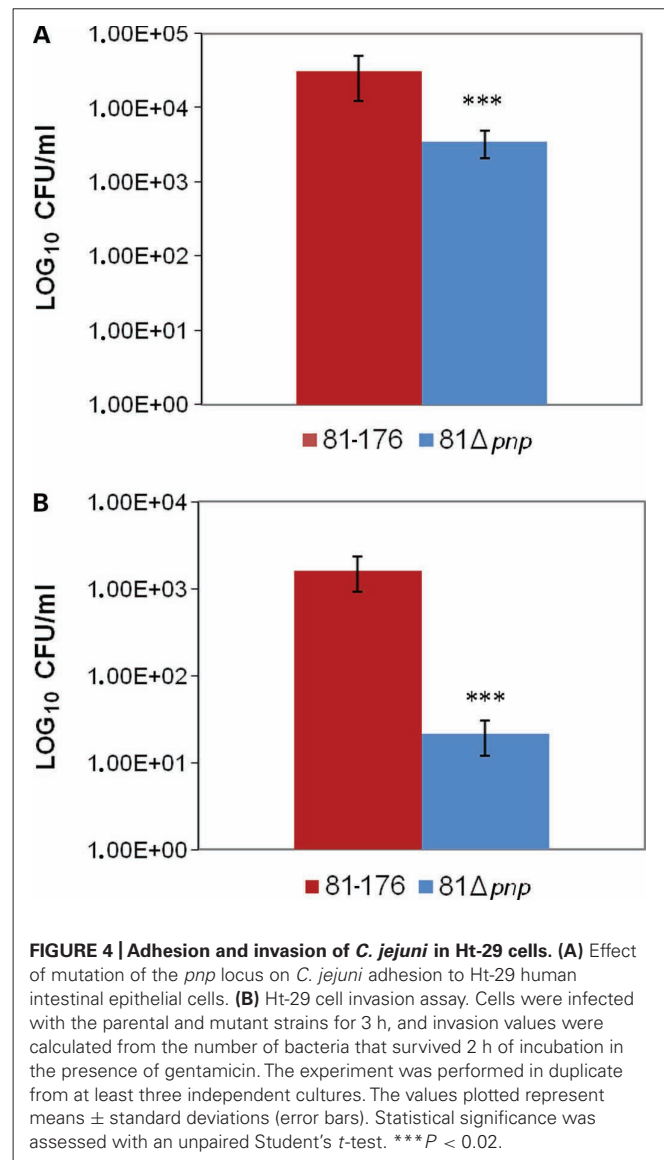 A
LOG₁₀ CFU/ml
1.00E+05
1.00E+04
1.00E+03
1.00E+02
1.00E+01
1.00E+00
***
81-176 81Δpnp
B
LOG₁₀ CFU/ml
1.00E+04
1.00E+03
1.00E+02
1.00E+01
1.00E+00
***
81-176 81Δpnp
FIGURE 4 | Adhesion and invasion of C. jejuni in Ht-29 cells. (A) Effect
of mutation of the pnp locus on C. jejuni adhesion to Ht-29 human
intestinal epithelial cells. (B) Ht-29 cell invasion assay. Cells were infected
with the parental and mutant strains for 3 h, and invasion values were
calculated from the number of bacteria that survived 2 h of incubation in
the presence of gentamicin. The experiment was performed in duplicate
from at least three independent cultures. The values plotted represent
means ± standard deviations (error bars). Statistical significance was
assessed with an unpaired Student's t-test. ***P < 0.02.